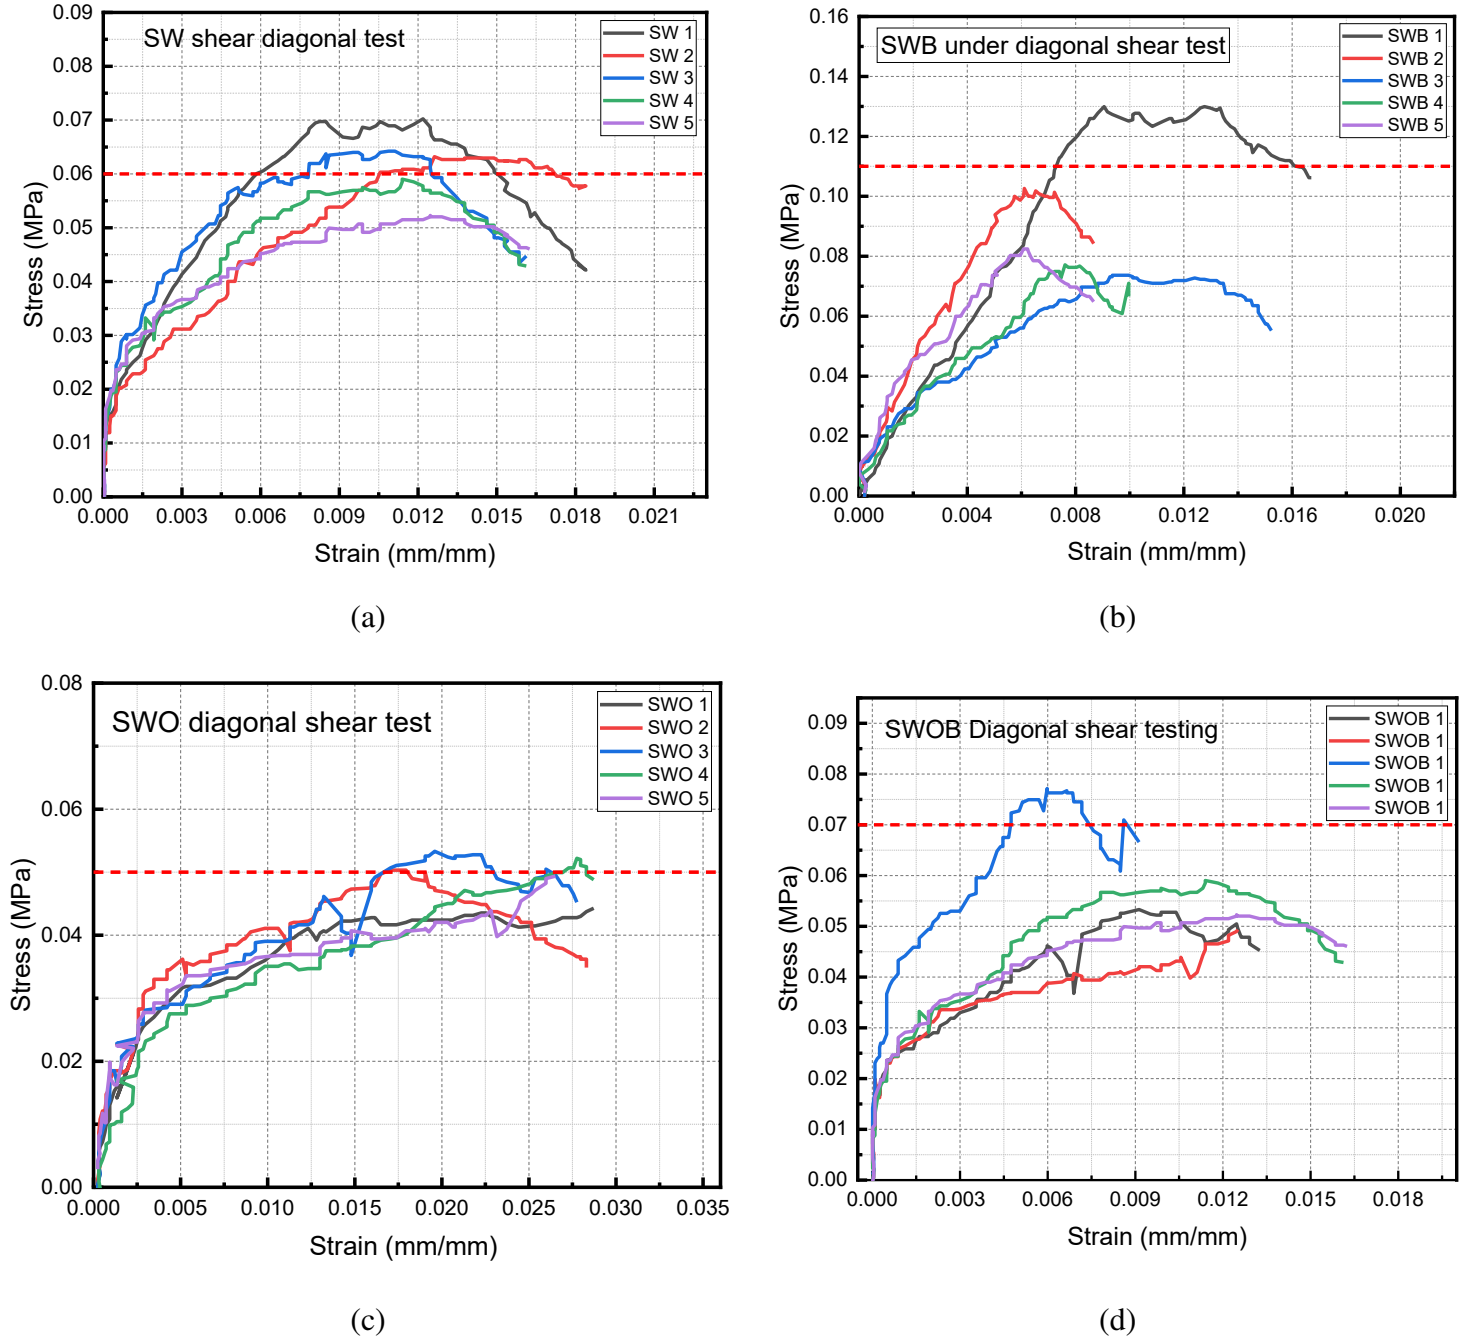 SW shear diagonal test
SW 1
SW 2
SW 3
SW 4
SW 5
0.09
0.08
0.07
0.06
0.05
0.04
0.03
0.02
0.01
0.00
Stress (MPa)
0.000 0.003 0.006 0.009 0.012 0.015 0.018 0.021
Strain (mm/mm)
(a)
SWB under diagonal shear test
SWB 1
SWB 2
SWB 3
SWB 4
SWB 5
0.16
0.14
0.12
0.10
0.08
0.06
0.04
0.02
0.00
Stress (MPa)
0.000 0.004 0.008 0.012 0.016 0.020
Strain (mm/mm)
(b)
SWO diagonal shear test
SWO 1
SWO 2
SWO 3
SWO 4
SWO 5
0.08
0.06
0.04
0.02
0.00
Stress (MPa)
0.000 0.005 0.010 0.015 0.020 0.025 0.030 0.035
Strain (mm/mm)
(c)
SWOB Diagonal shear testing
SWOB 1
SWOB 1
SWOB 1
SWOB 1
SWOB 1
0.09
0.08
0.07
0.06
0.05
0.04
0.03
0.02
0.01
0.00
Stress (MPa)
0.000 0.003 0.006 0.009 0.012 0.015 0.018
Strain (mm/mm)
(d)